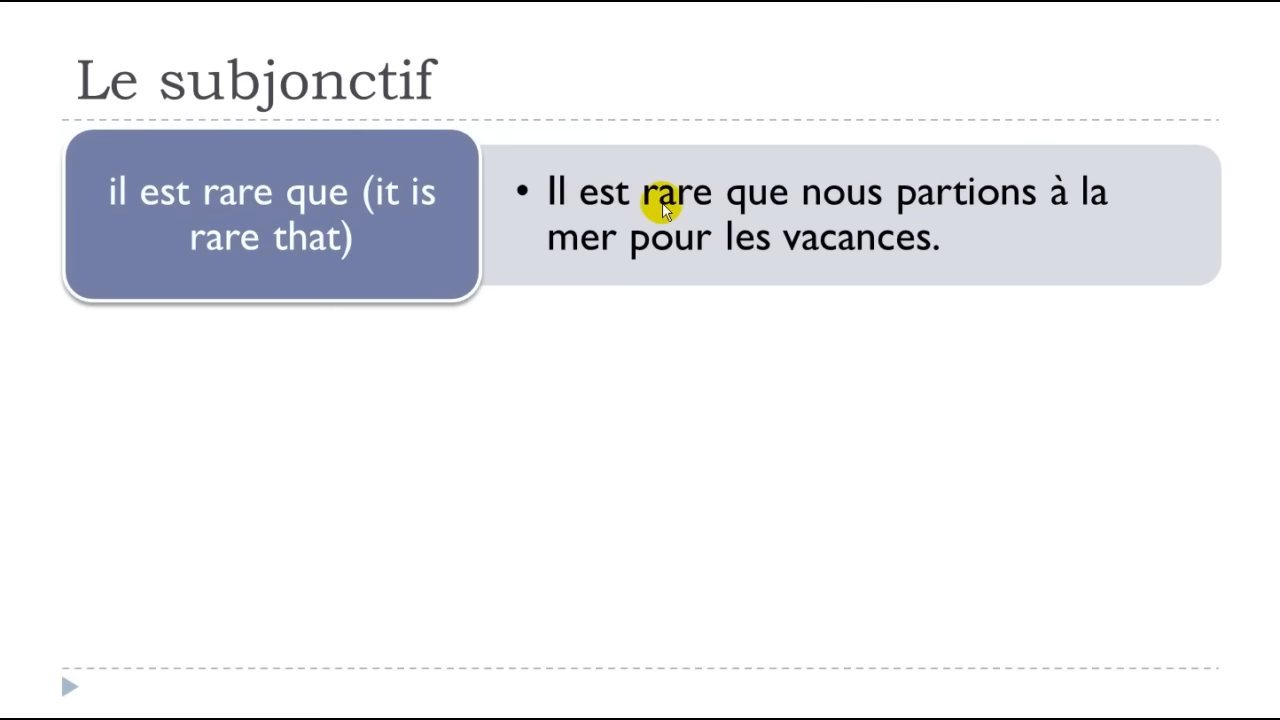 Le subjonctif
il est rare que (it is
rare that)
• Il est rare que nous partions à la
mer pour les vacances.